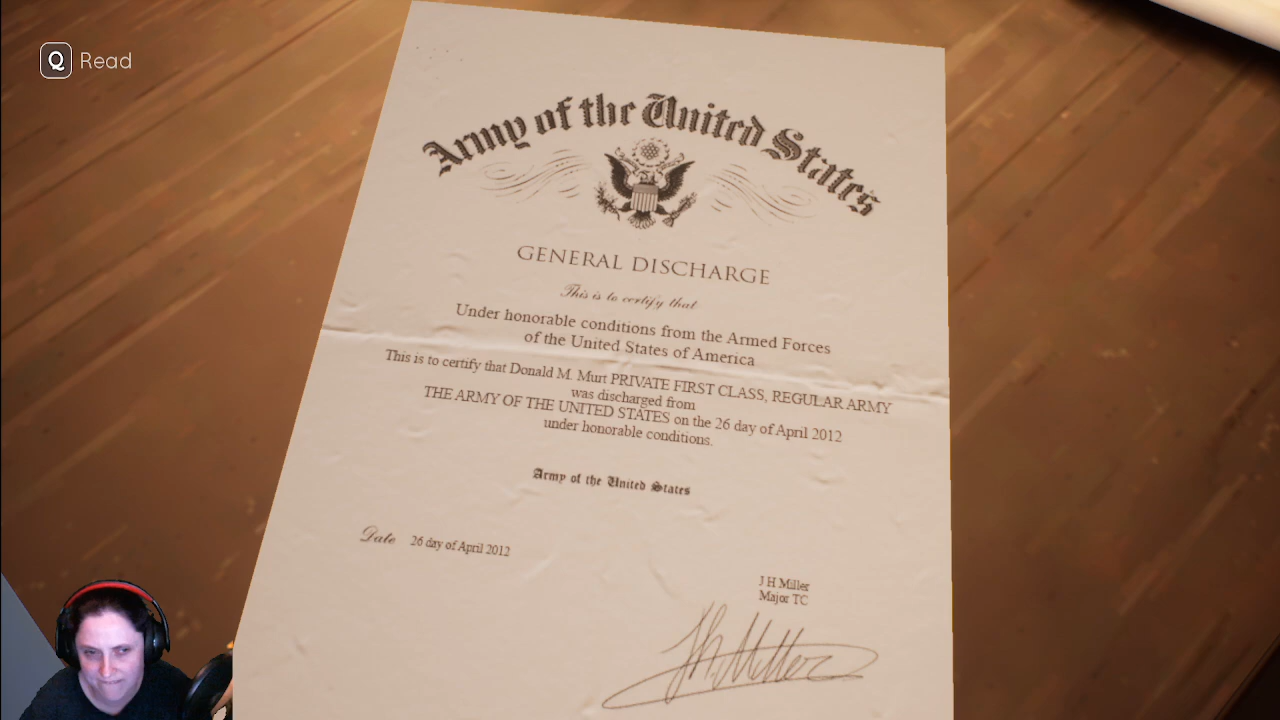 Q Read
Army of the United States
GENERAL DISCHARGE
This is to certify that
Under honorable conditions from the Armed Forces
of the United States of America
This is to certify that Donald M. Murt PRIVATE FIRST CLASS, REGULAR ARMY
was discharged from
THE ARMY OF THE UNITED STATES on the 26 day of April 2012
under honorable conditions.
Army of the United States
Date 26 day of April 2012
J H Miller
Major TC
J h Miller